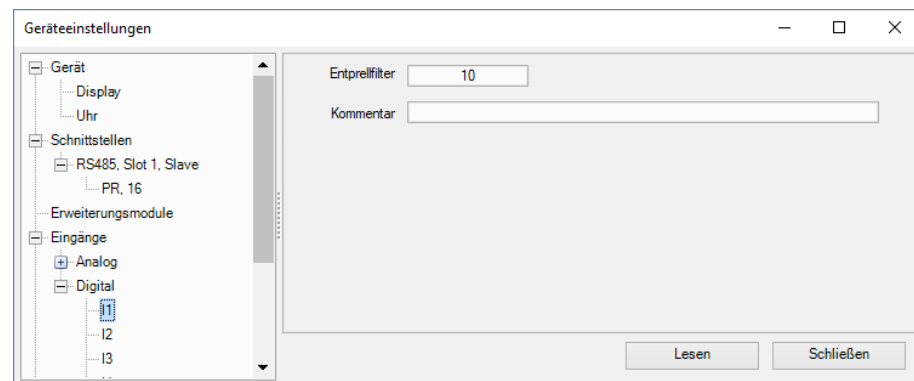 Geräteeinstellungen
Gerät
Display
Uhr
Schnittstellen
RS485, Slot 1, Slave
PR, 16
Erweiterungsmodule
Eingänge
Analog
Digital
I1
I2
I3
Entprellfilter 10
Kommentar
Lesen Schließen